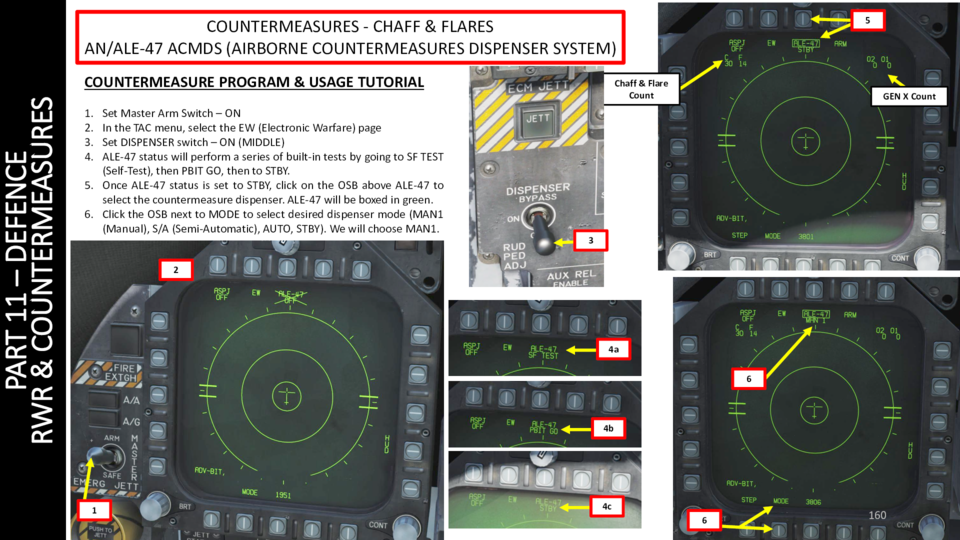 PART 11 – DEFENCE
RWR & COUNTERMEASURES
COUNTERMEASURES - CHAFF & FLARES
AN/ALE-47 ACMDS (AIRBORNE COUNTERMEASURES DISPENSER SYSTEM)
COUNTERMEASURE PROGRAM & USAGE TUTORIAL
1. Set Master Arm Switch – ON
2. In the TAC menu, select the EW (Electronic Warfare) page
3. Set DISPENSER switch – ON (MIDDLE)
4. ALE-47 status will perform a series of built-in tests by going to SF TEST
(Self-Test), then PBIT GO, then to STBY.
5. Once ALE-47 status is set to STBY, click on the OSB above ALE-47 to
select the countermeasure dispenser. ALE-47 will be boxed in green.
6. Click the OSB next to MODE to select desired dispenser mode (MAN1
(Manual), S/A (Semi-Automatic), AUTO, STBY). We will choose MAN1.
ECM JETT
JETT
DISPENSER
BYPASS
ON
RUD
PED
ADJ
AUX REL
ENABLE
3
Chaff & Flare
Count
GEN X Count
5
ASPJ
OFF
EW
ALE-47
STBY
ARM
C F
30 14
O2 O1
0 0
HUD
ADV-BIT,
STEP
MODE
3801
BRT
CONT
2
ASPJ
OFF
EW
ALE-47
OFF
HUD
ADV-BIT,
MODE
1951
BRT
CONT
FIRE
EXTGH
A/A
A/G
ARM
MASTER
SAFE
EMERG JETT
PUSH TO
JETT
1
ASPJ
OFF
EW
ALE-47
SF TEST
4a
ASPJ
OFF
EW
ALE-47
PBIT GO
4b
ASPJ
OFF
EW
ALE-47
STBY
4c
ASPJ
OFF
EW
ALE-47
MAN 1
ARM
C F
30 14
O2 O1
0 0
6
HUD
ADV-BIT,
STEP
MODE
3806
BRT
CONT
6
160